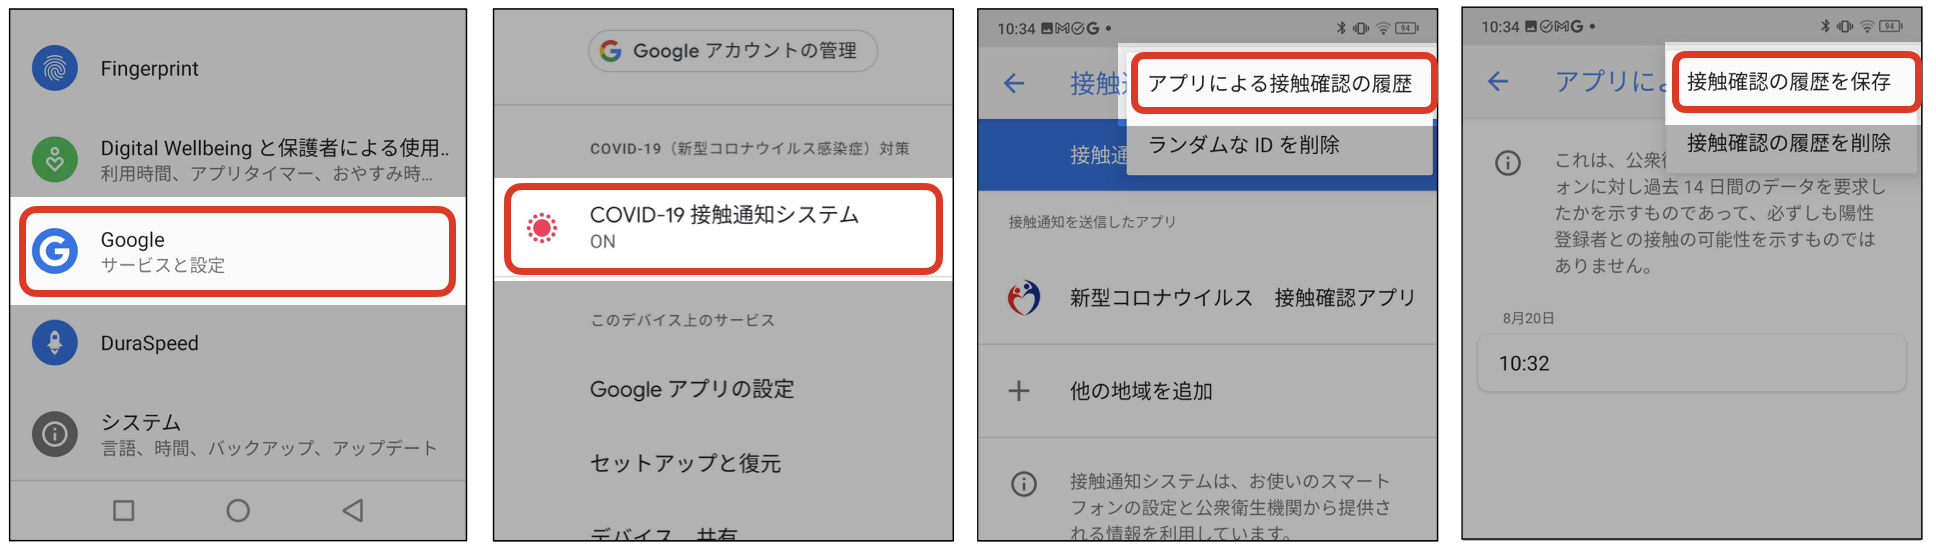 Fingerprint
Digital Wellbeing と保護者による使用..
利用時間、アプリタイマー、おやすみ時...
Google
サービスと設定
DuraSpeed
システム
言語、時間、バックアップ、アップデート
Google アカウントの管理
COVID-19（新型コロナウイルス感染症）対策
COVID-19 接触通知システム
ON
このデバイス上のサービス
Google アプリの設定
セットアップと復元
デバイス 共有
10:34
94
接触通
アプリによる接触確認の履歴
ランダムな ID を削除
接触通
接触通知を送信したアプリ
新型コロナウイルス　接触確認アプリ
他の地域を追加
接触通知システムは、お使いのスマート
フォンの設定と公衆衛生機関から提供さ
れる情報を利用しています。
10:34
94
アプリによ
接触確認の履歴を保存
接触確認の履歴を削除
これは、公衆
ォンに対し過去 14 日間のデータを要求し
たかを示すものであって、必ずしも陽性
登録者との接触の可能性を示すものでは
ありません。
8月20日
10:32